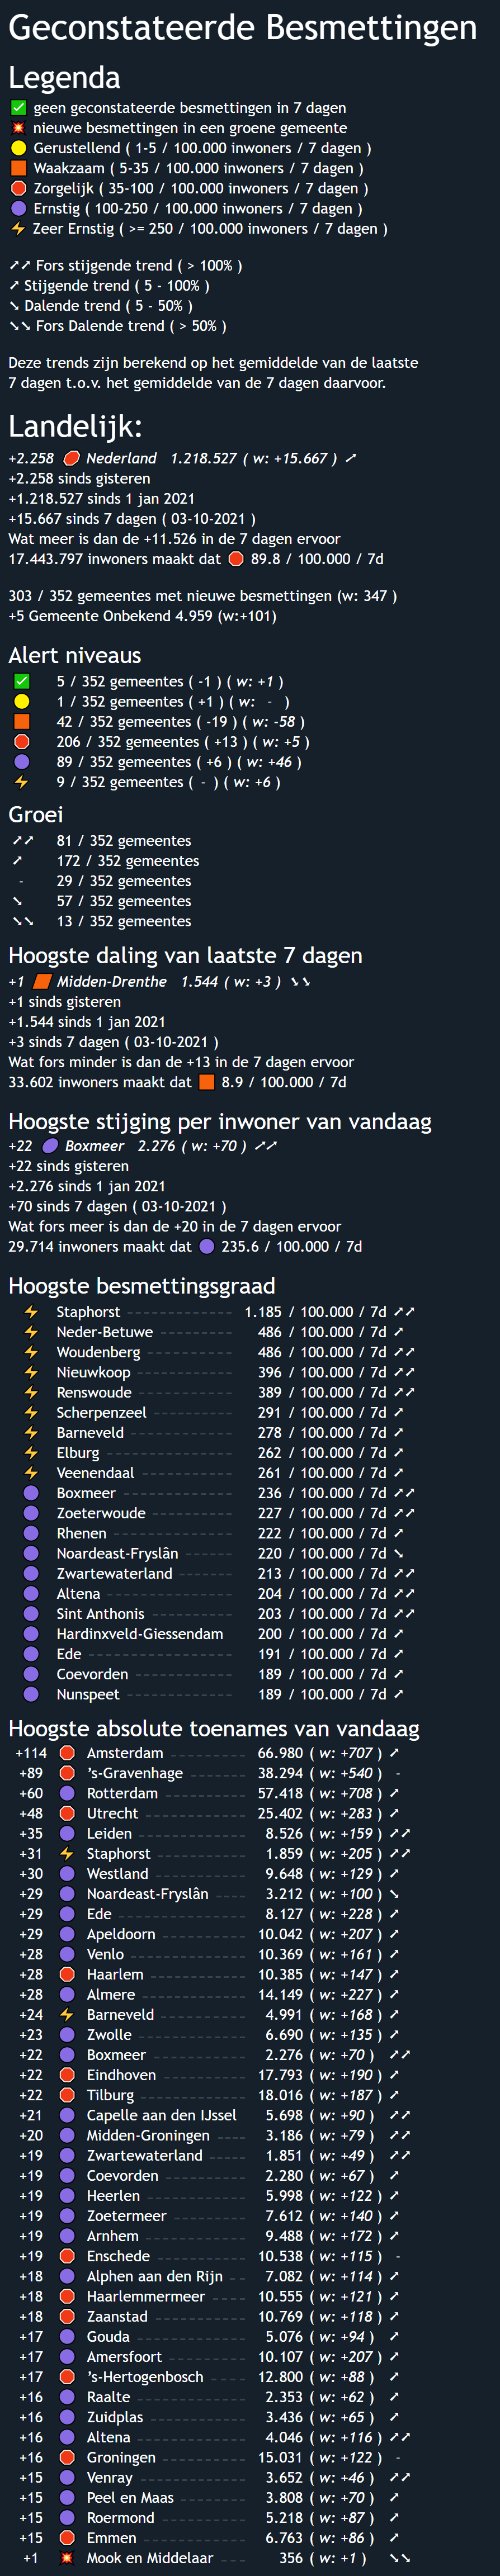 Geconstateerde Besmettingen
Legenda
geen geconstateerde besmettingen in 7 dagen
nieuwe besmettingen in een groene gemeente
Gerustellend ( 1-5 / 100.000 inwoners / 7 dagen )
Waakzaam ( 5-35 / 100.000 inwoners / 7 dagen )
Zorgelijk ( 35-100 / 100.000 inwoners / 7 dagen )
Ernstig ( 100-250 / 100.000 inwoners / 7 dagen )
Zeer Ernstig ( >= 250 / 100.000 inwoners / 7 dagen )
➚➚ Fors stijgende trend ( > 100% )
➚ Stijgende trend ( 5 - 100% )
➘ Dalende trend ( 5 - 50% )
➘➘ Fors Dalende trend ( > 50% )
Deze trends zijn berekend op het gemiddelde van de laatste
7 dagen t.o.v. het gemiddelde van de 7 dagen daarvoor.
Landelijk:
+2.258 Nederland 1.218.527 ( w: +15.667 ) ➚
+2.258 sinds gisteren
+1.218.527 sinds 1 jan 2021
+15.667 sinds 7 dagen ( 03-10-2021 )
Wat meer is dan de +11.526 in de 7 dagen ervoor
17.443.797 inwoners maakt dat 89.8 / 100.000 / 7d
303 / 352 gemeentes met nieuwe besmettingen (w: 347 )
+5 Gemeente Onbekend 4.959 (w:+101)
Alert niveaus
5 / 352 gemeentes ( -1 ) ( w: +1 )
1 / 352 gemeentes ( +1 ) ( w: - )
42 / 352 gemeentes ( -19 ) ( w: -58 )
206 / 352 gemeentes ( +13 ) ( w: +5 )
89 / 352 gemeentes ( +6 ) ( w: +46 )
9 / 352 gemeentes ( - ) ( w: +6 )
Groei
➚➚ 81 / 352 gemeentes
➚ 172 / 352 gemeentes
- 29 / 352 gemeentes
➘ 57 / 352 gemeentes
➘➘ 13 / 352 gemeentes
Hoogste daling van laatste 7 dagen
+1 Midden-Drenthe 1.544 ( w: +3 ) ➘➘
+1 sinds gisteren
+1.544 sinds 1 jan 2021
+3 sinds 7 dagen ( 03-10-2021 )
Wat fors minder is dan de +13 in de 7 dagen ervoor
33.602 inwoners maakt dat 8.9 / 100.000 / 7d
Hoogste stijging per inwoner van vandaag
+22 Boxmeer 2.276 ( w: +70 ) ➚➚
+22 sinds gisteren
+2.276 sinds 1 jan 2021
+70 sinds 7 dagen ( 03-10-2021 )
Wat fors meer is dan de +20 in de 7 dagen ervoor
29.714 inwoners maakt dat 235.6 / 100.000 / 7d
Hoogste besmettingsgraad
Staphorst 1.185 / 100.000 / 7d ➚➚
Neder-Betuwe 486 / 100.000 / 7d ➚
Woudenberg 486 / 100.000 / 7d ➚➚
Nieuwkoop 396 / 100.000 / 7d ➚➚
Renswoude 389 / 100.000 / 7d ➚➚
Scherpenzeel 291 / 100.000 / 7d ➚
Barneveld 278 / 100.000 / 7d ➚
Elburg 262 / 100.000 / 7d ➚
Veenendaal 261 / 100.000 / 7d ➚
Boxmeer 236 / 100.000 / 7d ➚➚
Zoeterwoude 227 / 100.000 / 7d ➚➚
Rhenen 222 / 100.000 / 7d ➚
Noardeast-Fryslân 220 / 100.000 / 7d ➘
Zwartewaterland 213 / 100.000 / 7d ➚➚
Altena 204 / 100.000 / 7d ➚➚
Sint Anthonis 203 / 100.000 / 7d ➚➚
Hardinxveld-Giessendam 200 / 100.000 / 7d ➚
Ede 191 / 100.000 / 7d ➚
Coevorden 189 / 100.000 / 7d ➚
Nunspeet 189 / 100.000 / 7d ➚
Hoogste absolute toenames van vandaag
+114 Amsterdam 66.980 ( w: +707 ) ➚
+89 's-Gravenhage 38.294 ( w: +540 ) -
+60 Rotterdam 57.418 ( w: +708 ) ➚
+48 Utrecht 25.402 ( w: +283 ) ➚
+35 Leiden 8.526 ( w: +159 ) ➚➚
+31 Staphorst 1.859 ( w: +205 ) ➚➚
+30 Westland 9.648 ( w: +129 ) ➚
+29 Noardeast-Fryslân 3.212 ( w: +100 ) ➘
+29 Ede 8.127 ( w: +228 ) ➚
+29 Apeldoorn 10.042 ( w: +207 ) ➚
+28 Venlo 10.369 ( w: +161 ) ➚
+28 Haarlem 10.385 ( w: +147 ) ➚
+28 Almere 14.149 ( w: +227 ) ➚
+24 Barneveld 4.991 ( w: +168 ) ➚
+23 Zwolle 6.690 ( w: +135 ) ➚
+22 Boxmeer 2.276 ( w: +70 ) ➚➚
+22 Eindhoven 17.793 ( w: +190 ) ➚
+22 Tilburg 18.016 ( w: +187 ) ➚
+21 Capelle aan den IJssel 5.698 ( w: +90 ) ➚➚
+20 Midden-Groningen 3.186 ( w: +79 ) ➚➚
+19 Zwartewaterland 1.851 ( w: +49 ) ➚➚
+19 Coevorden 2.280 ( w: +67 ) ➚
+19 Heerlen 5.998 ( w: +122 ) ➚
+19 Zoetermeer 7.612 ( w: +140 ) ➚
+19 Arnhem 9.488 ( w: +172 ) ➚
+19 Enschede 10.538 ( w: +115 ) -
+18 Alphen aan den Rijn 7.082 ( w: +114 ) ➚
+18 Haarlemmermeer 10.555 ( w: +121 ) ➚
+18 Zaanstad 10.769 ( w: +118 ) ➚
+17 Gouda 5.076 ( w: +94 ) ➚
+17 Amersfoort 10.107 ( w: +207 ) ➚
+17 's-Hertogenbosch 12.800 ( w: +88 ) ➚
+16 Raalte 2.353 ( w: +62 ) ➚
+16 Zuidplas 3.436 ( w: +65 ) ➚
+16 Altena 4.046 ( w: +116 ) ➚➚
+16 Groningen 15.031 ( w: +122 ) -
+15 Venray 3.652 ( w: +46 ) ➚➚
+15 Peel en Maas 3.808 ( w: +70 ) ➚
+15 Roermond 5.218 ( w: +87 ) ➚
+15 Emmen 6.763 ( w: +86 ) ➚
+1 Mook en Middelaar 356 ( w: +1 ) ➘➘